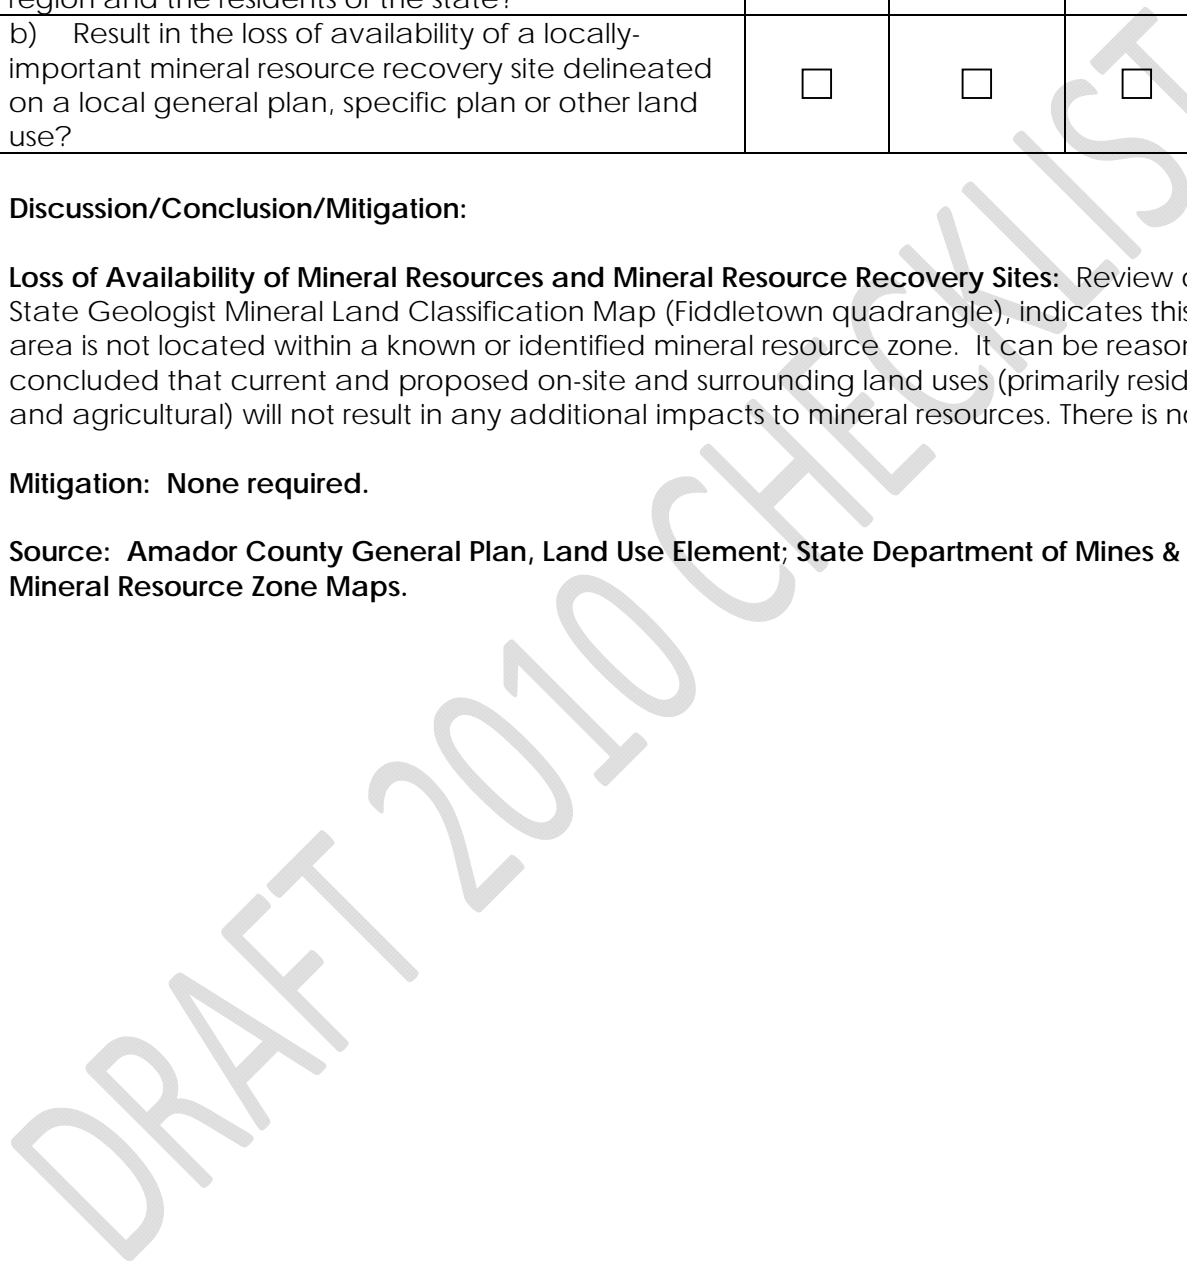 region and the residents of the state?
b) Result in the loss of availability of a locally-
important mineral resource recovery site delineated
on a local general plan, specific plan or other land
use?
☐ ☐ ☐
Discussion/Conclusion/Mitigation:
Loss of Availability of Mineral Resources and Mineral Resource Recovery Sites: Review
State Geologist Mineral Land Classification Map (Fiddletown quadrangle), indicates this
area is not located within a known or identified mineral resource zone. It can be reason
concluded that current and proposed on-site and surrounding land uses (primarily resid
and agricultural) will not result in any additional impacts to mineral resources. There is no
Mitigation: None required.
Source: Amador County General Plan, Land Use Element; State Department of Mines &
Mineral Resource Zone Maps.
DRAFT 2010 CHECKLIST